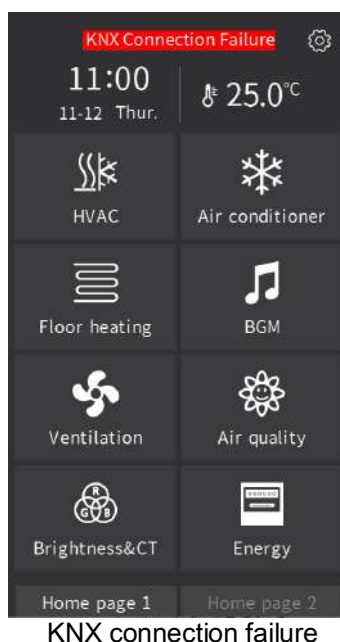 KNX Connection Failure
11:00
11-12 Thur.
25.0°C
HVAC
Air conditioner
Floor heating
BGM
Ventilation
Air quality
R
G B
Brightness&CT
Energy
Home page 1
Home page 2
KNX connection failure